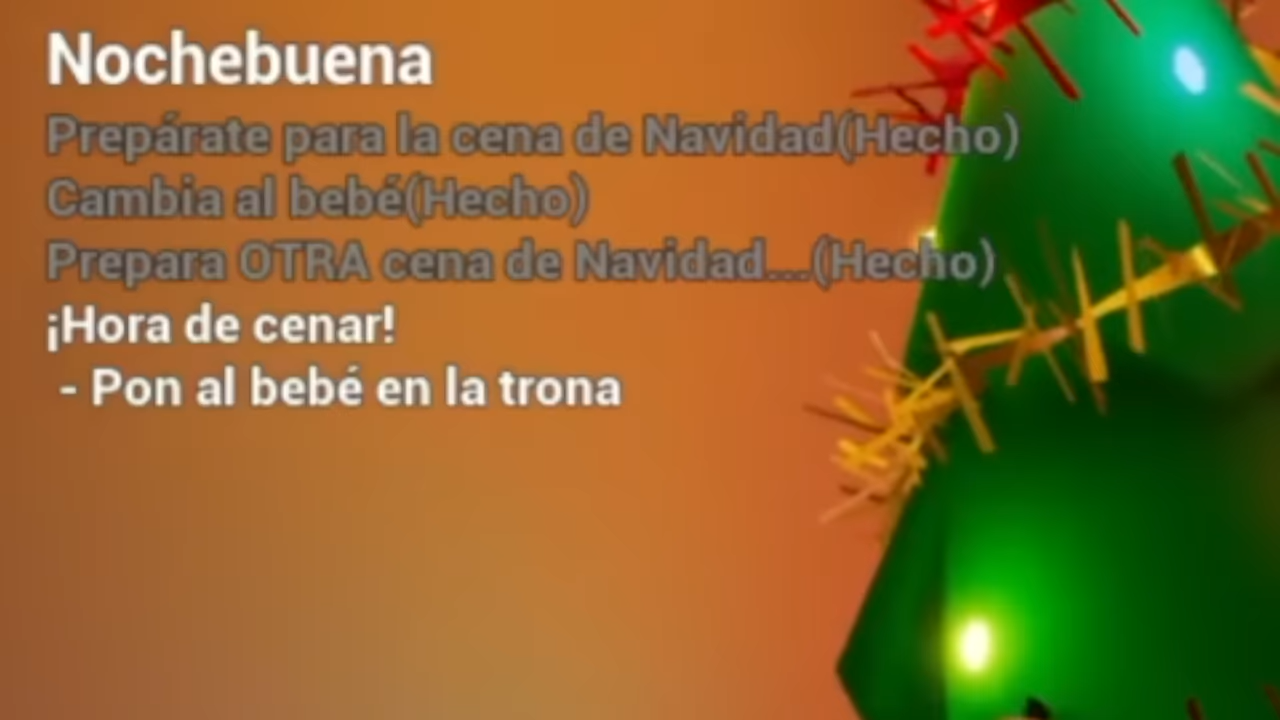 Nochebuena
Prepárate para la cena de Navidad(Hecho)
Cambia al bebé(Hecho)
Prepara OTRA cena de Navidad...(Hecho)
¡Hora de cenar!
- Pon al bebé en la trona